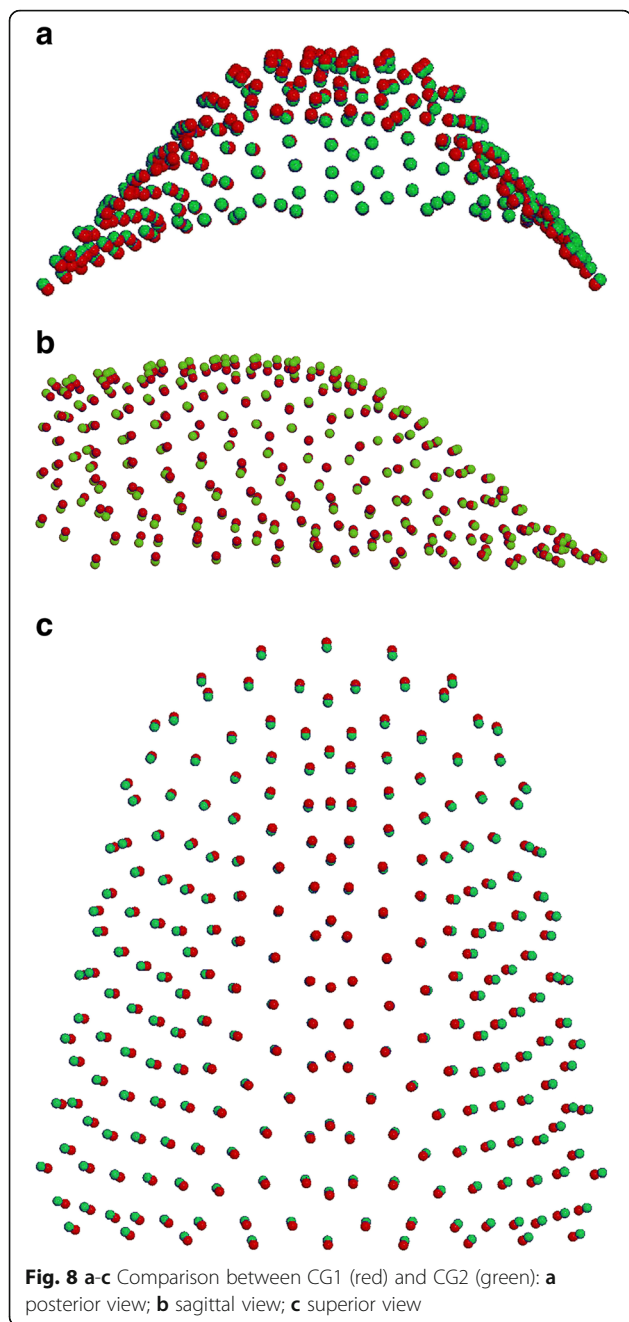 a
b
c
Fig. 8 a-c Comparison between CG1 (red) and CG2 (green): a
posterior view; b sagittal view; c superior view